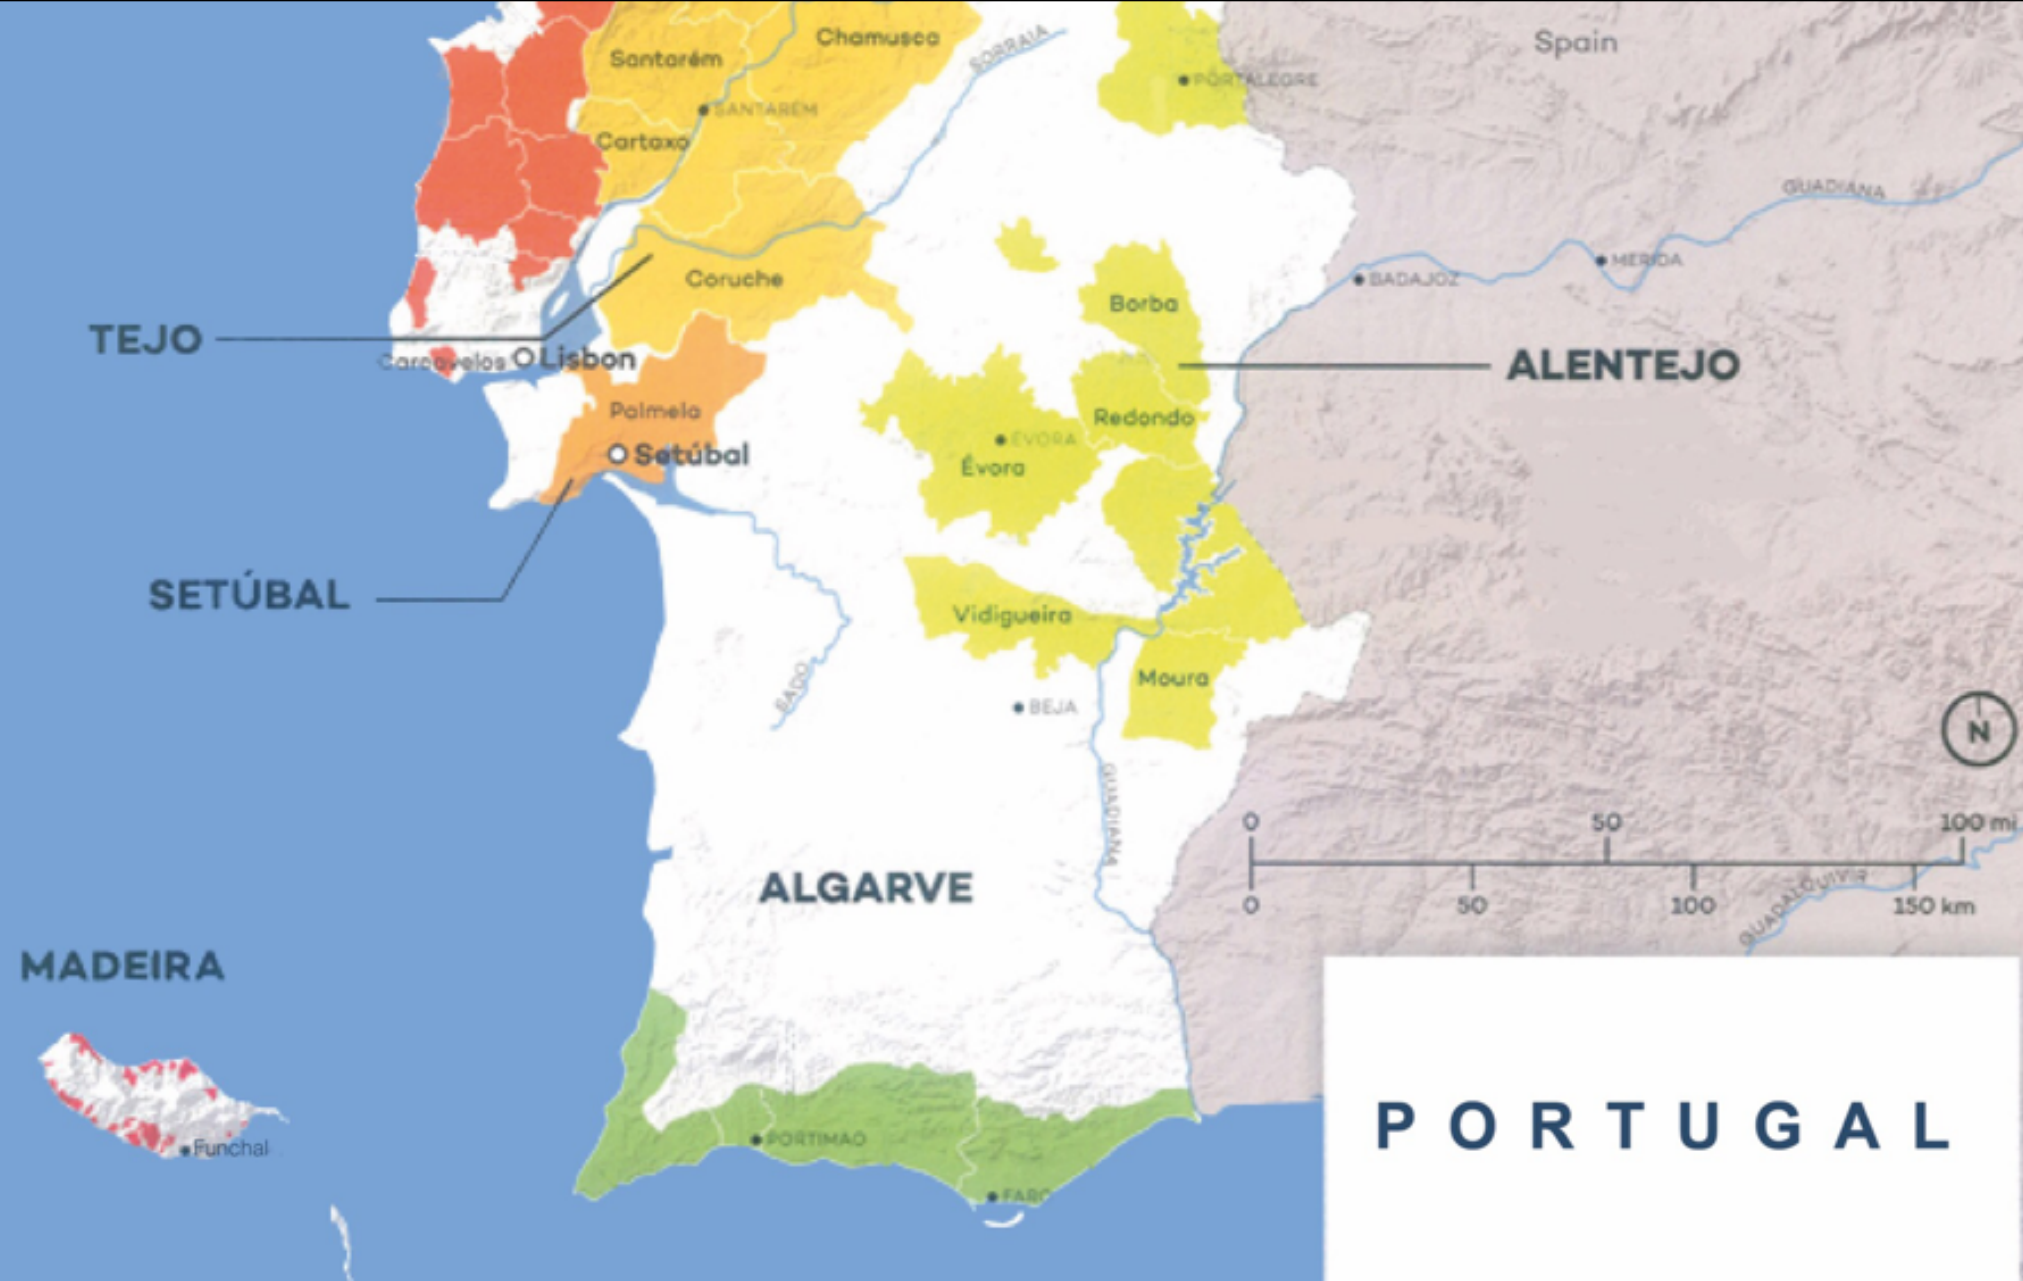 Chamusca
Spain
Santarém
SORRAIA
PORTALEGRE
SANTARÉM
Cartaxo
GUADIANA
MERIDA
BADAJOZ
Coruche
Borba
TEJO
Carcavelos
Lisbon
ALENTEJO
Palmela
Redondo
ÉVORA
Setúbal
Évora
SETÚBAL
Vidigueira
Moura
SADO
BEJA
N
GUADIANA
0 50 100 mi
ALGARVE
GUADALQUIVIR
0 50 100 150 km
MADEIRA
PORTUGAL
PORTIMAO
Funchal
FARO